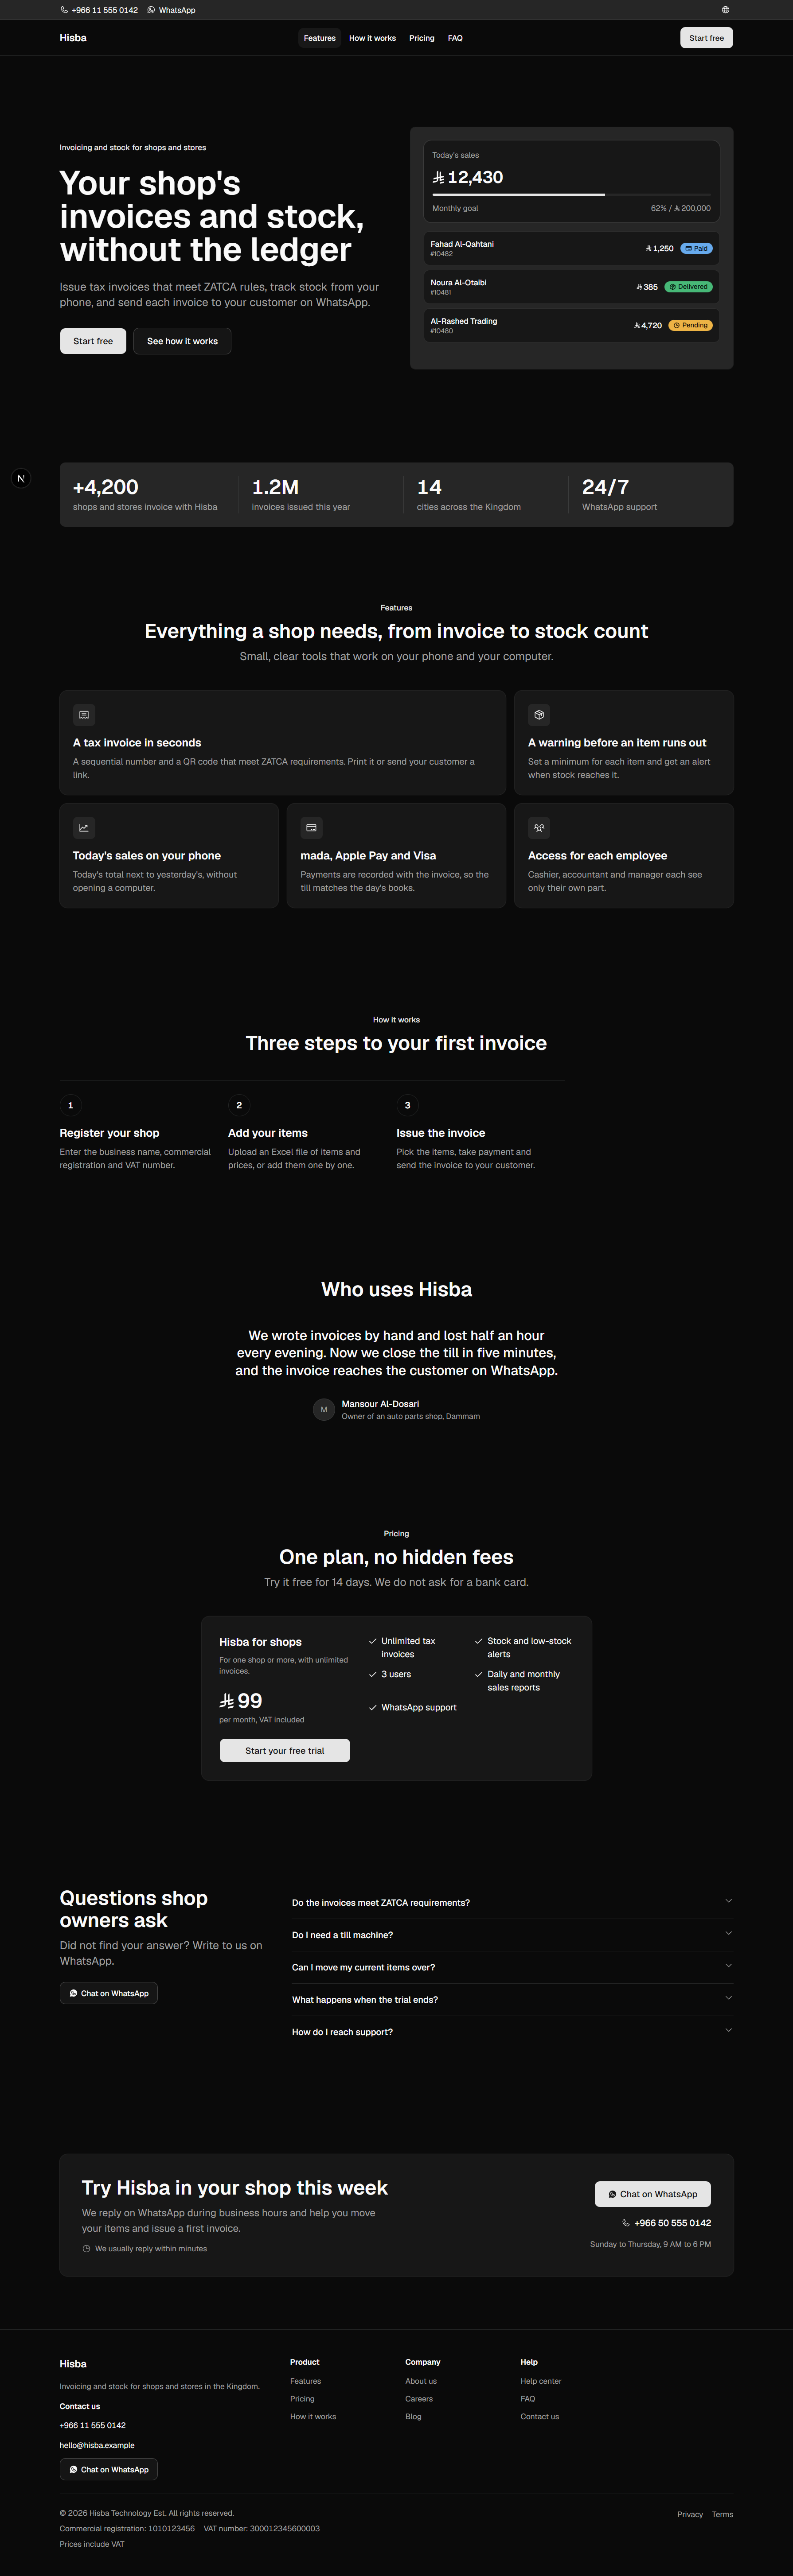 +966 11 555 0142 WhatsApp
Hisba Features How it works Pricing FAQ Start free
Invoicing and stock for shops and stores
Your shop's
invoices and stock,
without the ledger
Issue tax invoices that meet ZATCA rules, track stock from your
phone, and send each invoice to your customer on WhatsApp.
Start free See how it works
Today's sales
⃁ 12,430
Monthly goal 62% / ⃁ 200,000
Fahad Al-Qahtani
#10482
⃁ 1,250 Paid
Noura Al-Otaibi
#10481
⃁ 385 Delivered
Al-Rashed Trading
#10480
⃁ 4,720 Pending
N
+4,200
shops and stores invoice with Hisba
1.2M
invoices issued this year
14
cities across the Kingdom
24/7
WhatsApp support
Features
Everything a shop needs, from invoice to stock count
Small, clear tools that work on your phone and your computer.
A tax invoice in seconds
A sequential number and a QR code that meet ZATCA requirements. Print it or send your customer a
link.
A warning before an item runs out
Set a minimum for each item and get an alert
when stock reaches it.
Today's sales on your phone
Today's total next to yesterday's, without
opening a computer.
mada, Apple Pay and Visa
Payments are recorded with the invoice, so the
till matches the day's books.
Access for each employee
Cashier, accountant and manager each see
only their own part.
How it works
Three steps to your first invoice
1
Register your shop
Enter the business name, commercial
registration and VAT number.
2
Add your items
Upload an Excel file of items and
prices, or add them one by one.
3
Issue the invoice
Pick the items, take payment and
send the invoice to your customer.
Who uses Hisba
We wrote invoices by hand and lost half an hour
every evening. Now we close the till in five minutes,
and the invoice reaches the customer on WhatsApp.
M
Mansour Al-Dosari
Owner of an auto parts shop, Dammam
Pricing
One plan, no hidden fees
Try it free for 14 days. We do not ask for a bank card.
Hisba for shops
For one shop or more, with unlimited
invoices.
⃁ 99
per month, VAT included
Start your free trial
Unlimited tax
invoices
Stock and low-stock
alerts
3 users
Daily and monthly
sales reports
WhatsApp support
Questions shop
owners ask
Did not find your answer? Write to us on
WhatsApp.
Chat on WhatsApp
Do the invoices meet ZATCA requirements?
Do I need a till machine?
Can I move my current items over?
What happens when the trial ends?
How do I reach support?
Try Hisba in your shop this week
We reply on WhatsApp during business hours and help you move
your items and issue a first invoice.
We usually reply within minutes
Chat on WhatsApp
+966 50 555 0142
Sunday to Thursday, 9 AM to 6 PM
Hisba
Invoicing and stock for shops and stores in the Kingdom.
Contact us
+966 11 555 0142
hello@hisba.example
Chat on WhatsApp
Product
Features
Pricing
How it works
Company
About us
Careers
Blog
Help
Help center
FAQ
Contact us
© 2026 Hisba Technology Est. All rights reserved.
Commercial registration: 1010123456 VAT number: 300012345600003
Prices include VAT
Privacy Terms